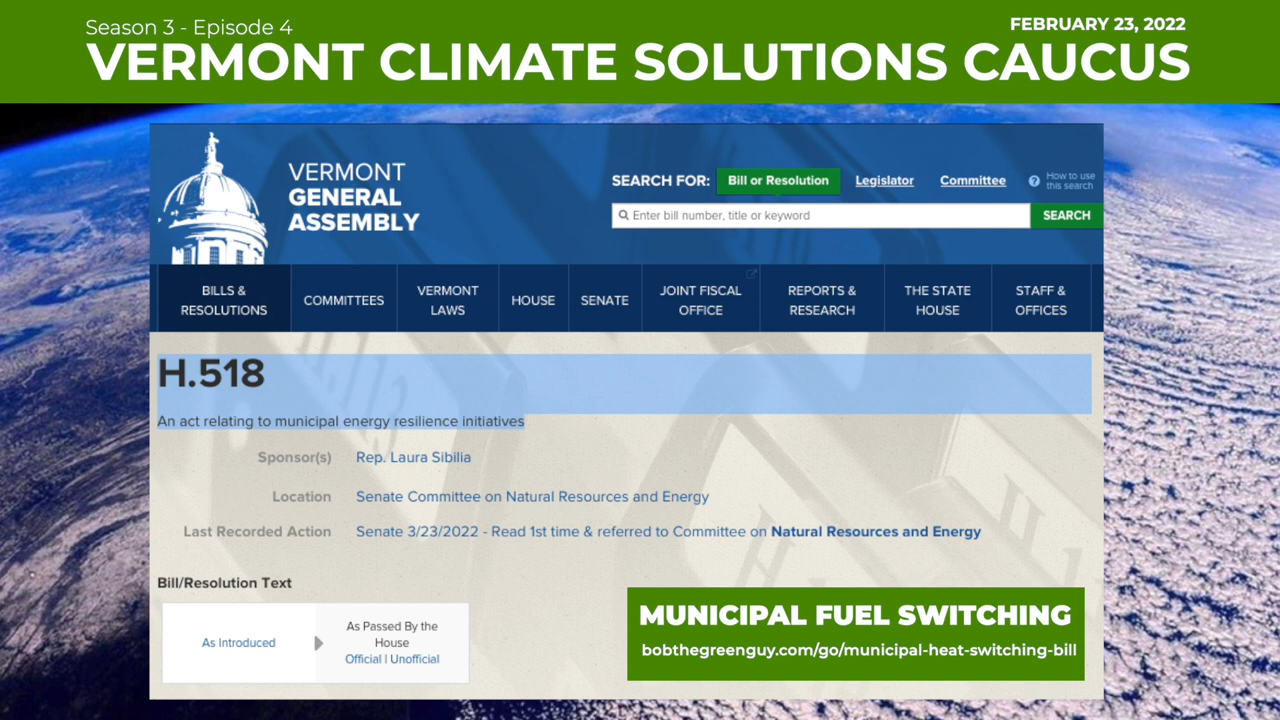 Season 3 - Episode 4
FEBRUARY 23, 2022
VERMONT CLIMATE SOLUTIONS CAUCUS
VERMONT
GENERAL
ASSEMBLY
SEARCH FOR:
Bill or Resolution
Legislator
Committee
? How to use
this search
Enter bill number, title or keyword
SEARCH
BILLS &
RESOLUTIONS
COMMITTEES
VERMONT
LAWS
HOUSE
SENATE
JOINT FISCAL
OFFICE
REPORTS &
RESEARCH
THE STATE
HOUSE
STAFF &
OFFICES
H.518
An act relating to municipal energy resilience initiatives
Sponsor(s) Rep. Laura Sibilia
Location Senate Committee on Natural Resources and Energy
Last Recorded Action Senate 3/23/2022 - Read 1st time & referred to Committee on Natural Resources and Energy
Bill/Resolution Text
As Introduced
As Passed By the
House
Official | Unofficial
MUNICIPAL FUEL SWITCHING
bobthegreenguy.com/go/municipal-heat-switching-bill